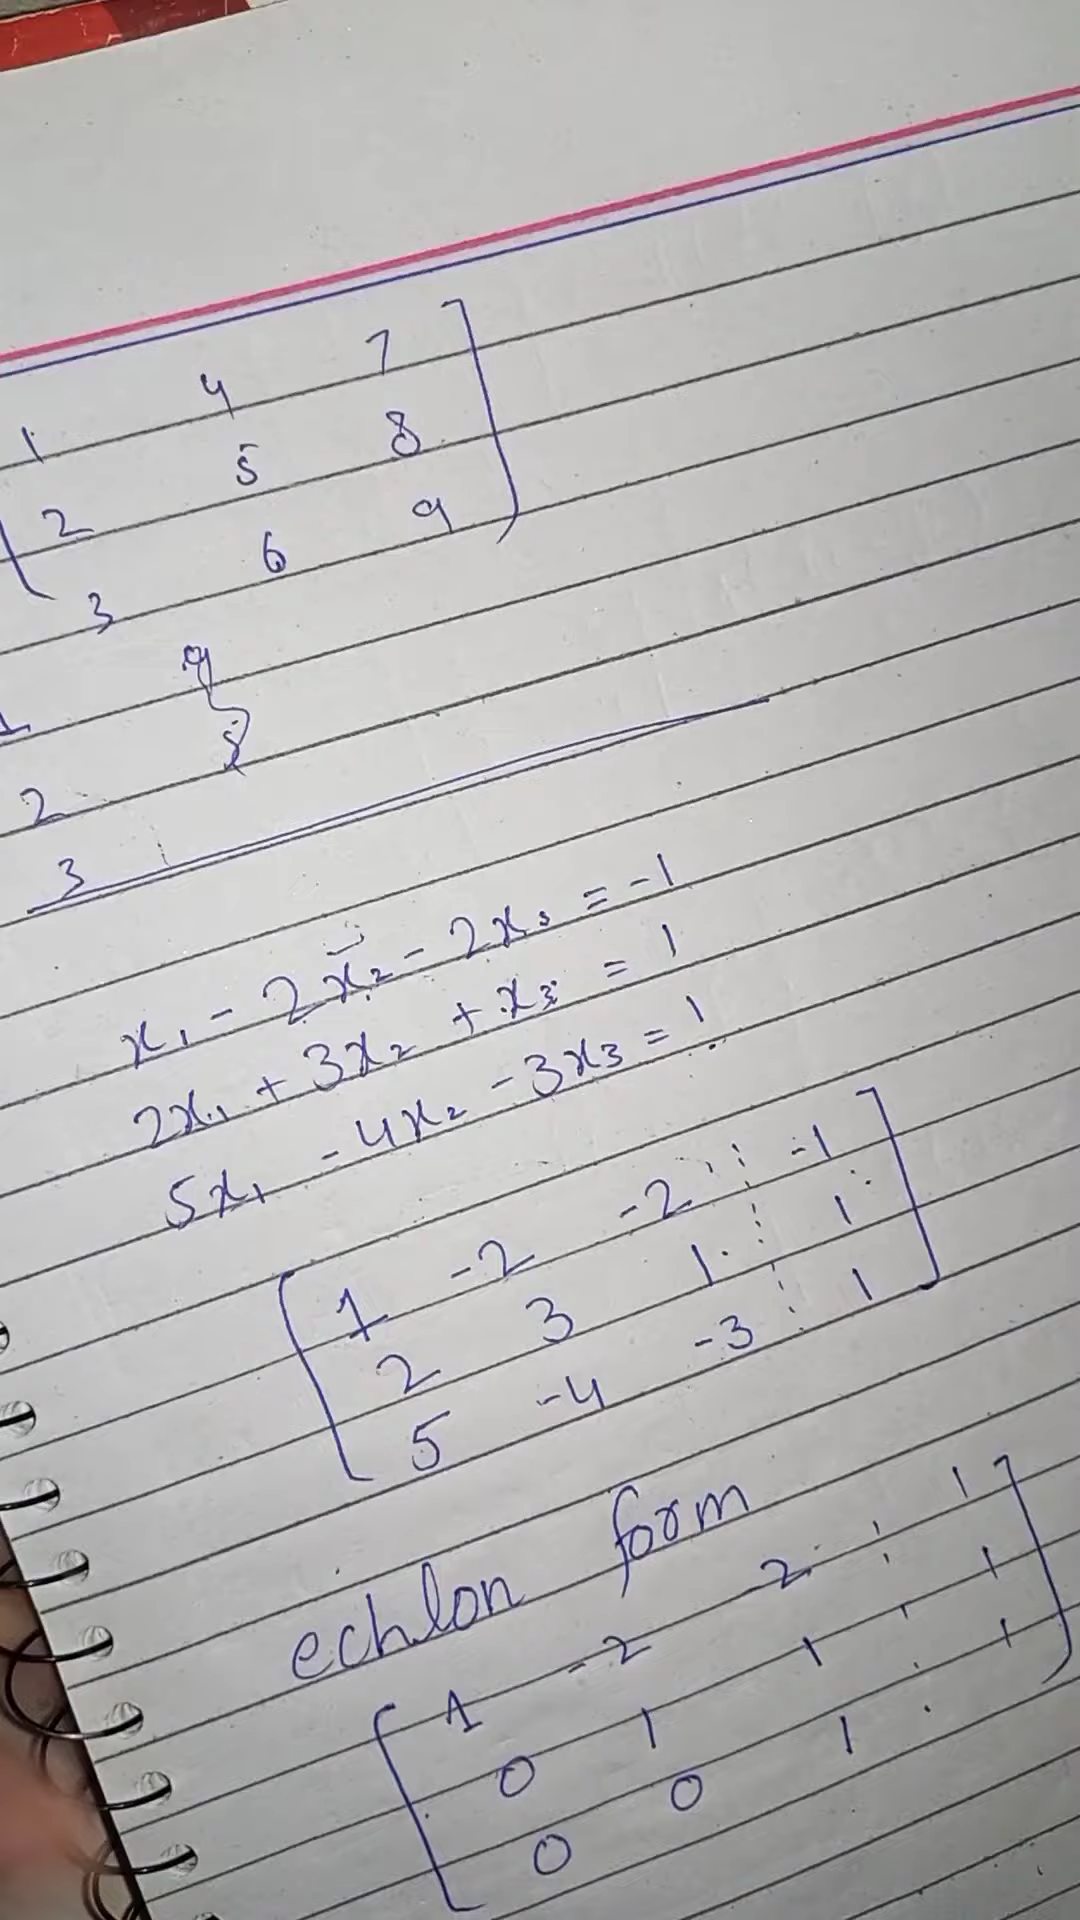 1 4 7
2 5 8
3 6 9
1 9
2 8
3
x₁ - 2x₂ - 2x₃ = -1
2x₁ + 3x₂ + x₃ = 1
5x₁ - 4x₂ - 3x₃ = 1
1 -2 -2 -1
2 3 1 1
5 -4 -3 1
echlon form
1 -2 2 1
0 1 1 1
0 0 1 1